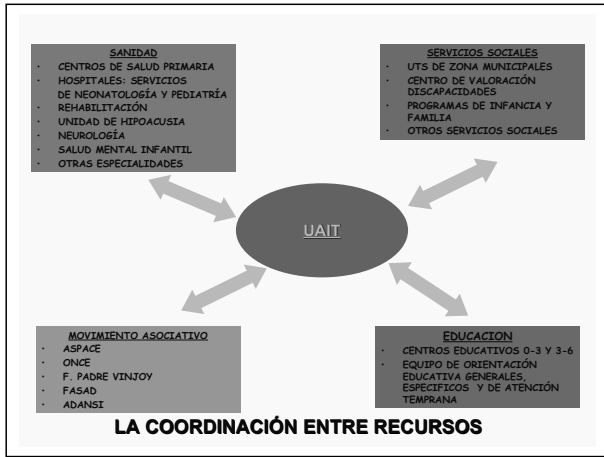 SANIDAD
· CENTROS DE SALUD PRIMARIA
· HOSPITALES: SERVICIOS
DE NEONATOLOGÍA Y PEDIATRÍA
· REHABILITACIÓN
· UNIDAD DE HIPOACUSIA
· NEUROLOGÍA
· SALUD MENTAL INFANTIL
· OTRAS ESPECIALIDADES
SERVICIOS SOCIALES
· UTS DE ZONA MUNICIPALES
· CENTRO DE VALORACIÓN
DISCAPACIDADES
· PROGRAMAS DE INFANCIA Y
FAMILIA
· OTROS SERVICIOS SOCIALES
UAIT
MOVIMIENTO ASOCIATIVO
· ASPACE
· ONCE
· F. PADRE VINJOY
· FASAD
· ADANSI
EDUCACION
· CENTROS EDUCATIVOS 0-3 Y 3-6
· EQUIPO DE ORIENTACIÓN
EDUCATIVA GENERALES,
ESPECIFICOS Y DE ATENCIÓN
TEMPRANA
LA COORDINACIÓN ENTRE RECURSOS